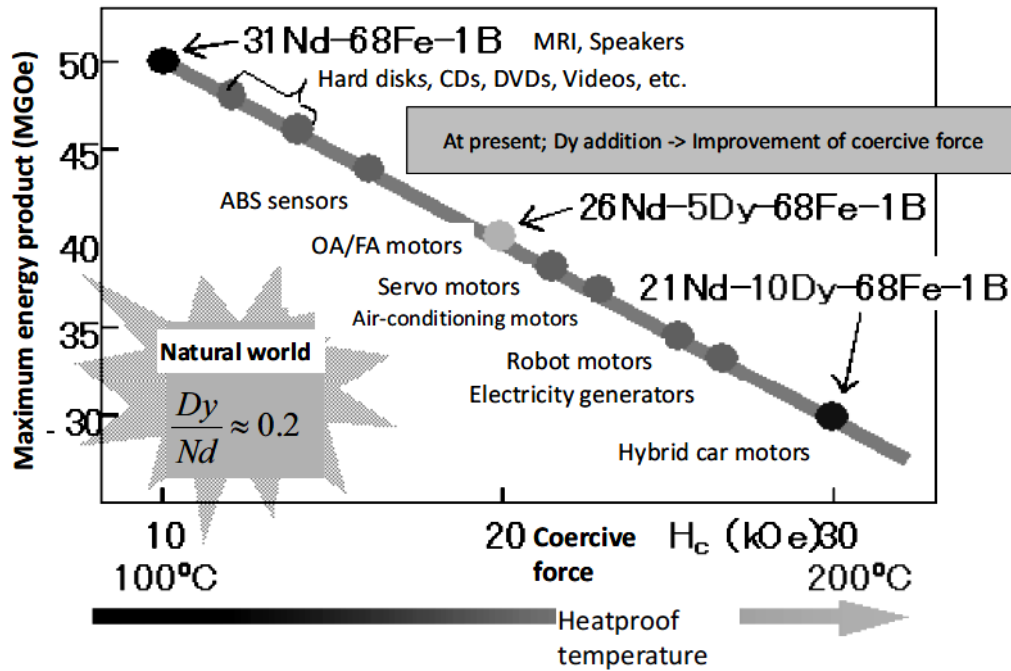 Maximum energy product (MGOe)
50
45
40
35
- 30
31Nd-68Fe-1B
MRI, Speakers
Hard disks, CDs, DVDs, Videos, etc.
At present; Dy addition -> Improvement of coercive force
ABS sensors
26Nd-5Dy-68Fe-1B
OA/FA motors
Servo motors
21Nd-10Dy-68Fe-1B
Air-conditioning motors
Natural world
Dy/Nd ≈ 0.2
Robot motors
Electricity generators
Hybrid car motors
10 20 Coercive force Hc (kOe) 30
100°C 200°C
Heatproof
temperature